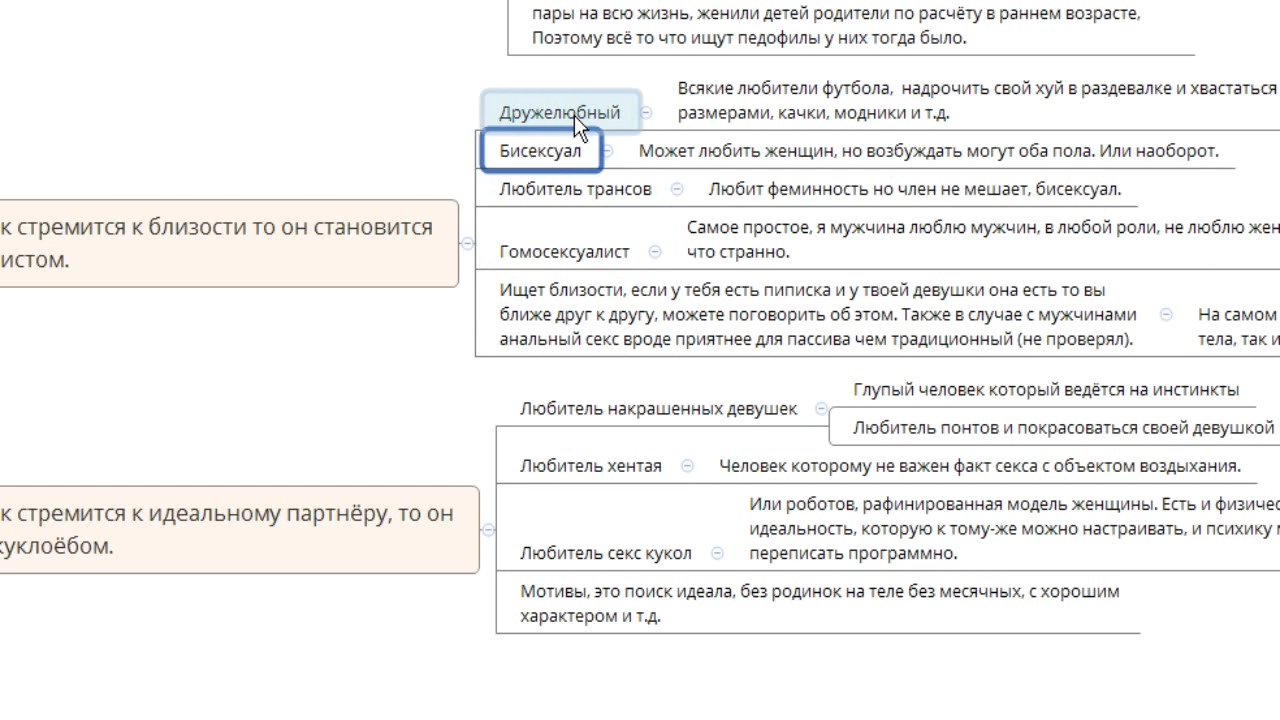 пары на всю жизнь, женили детей родители по расчёту в раннем возрасте,
Поэтому всё то что ищут педофилы у них тогда было.
Всякие любители футбола, надрочить свой хуй в раздевалке и хвастаться
размерами, качки, модники и т.д.
Дружелюбный
Бисексуал
Может любить женщин, но возбуждать могут оба пола. Или наоборот.
Любитель трансов
Любит феминность но член не мешает, бисексуал.
к стремится к близости то он становится
истом.
Самое простое, я мужчина люблю мужчин, в любой роли, не люблю жен
что странно.
Гомосексуалист
Ищет близости, если у тебя есть пиписка и у твоей девушки она есть то вы
ближе друг к другу, можете поговорить об этом. Также в случае с мужчинами
анальный секс вроде приятнее для пассива чем традиционный (не проверял).
На самом
тела, так и
Любитель накрашенных девушек
Глупый человек который ведётся на инстинкты
Любитель понтов и покрасоваться своей девушкой
Любитель хентая
Человек которому не важен факт секса с объектом воздыхания.
к стремится к идеальному партнёру, то он
куклоёбом.
Или роботов, рафинированная модель женщины. Есть и физичес
идеальность, которую к тому-же можно настраивать, и психику м
переписать программно.
Любитель секс кукол
Мотивы, это поиск идеала, без родинок на теле без месячных, с хорошим
характером и т.д.